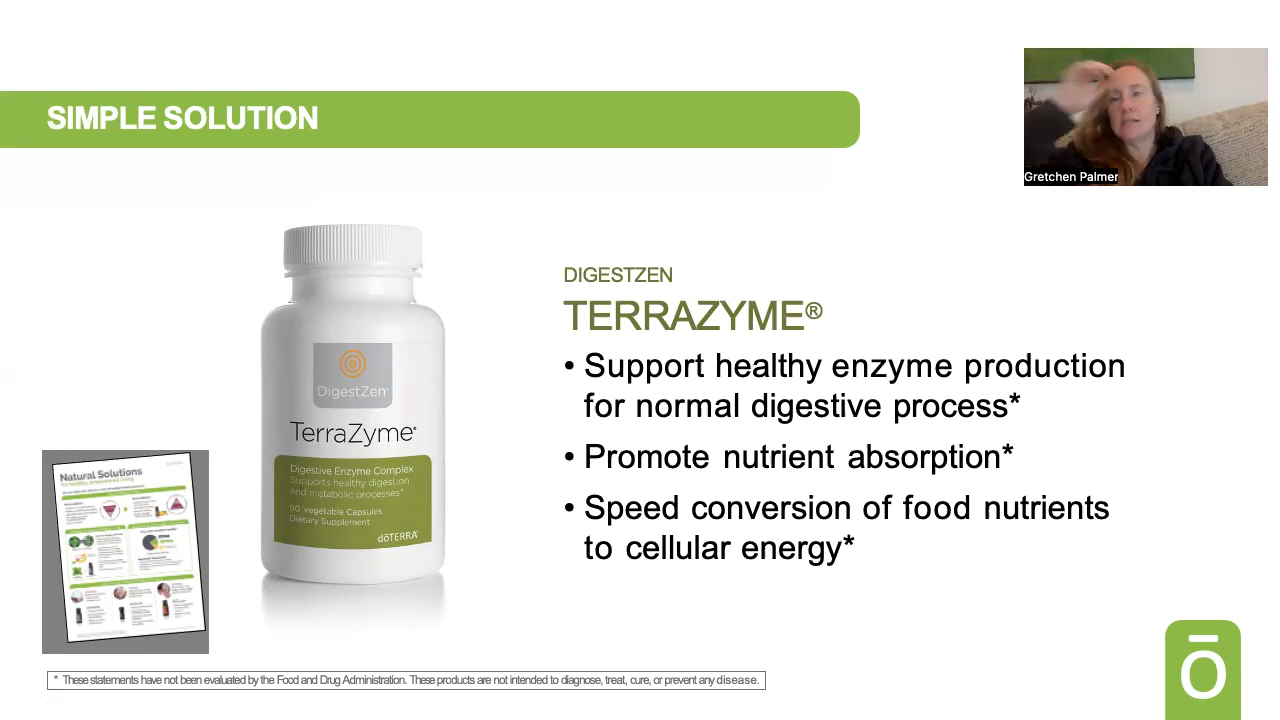 SIMPLE SOLUTION
Gretchen Palmer
DIGESTZEN
TERRAZYME®
• Support healthy enzyme production
for normal digestive process*
• Promote nutrient absorption*
• Speed conversion of food nutrients
to cellular energy*
DigestZen®
TerraZyme®
Digestive Enzyme Complex
Supports healthy digestion
and metabolic processes*
90 Vegetable Capsules
Dietary Supplement
dōTERRA®
Natural Solutions
* These statements have not been evaluated by the Food and Drug Administration. These products are not intended to diagnose, treat, cure, or prevent any disease.
ō